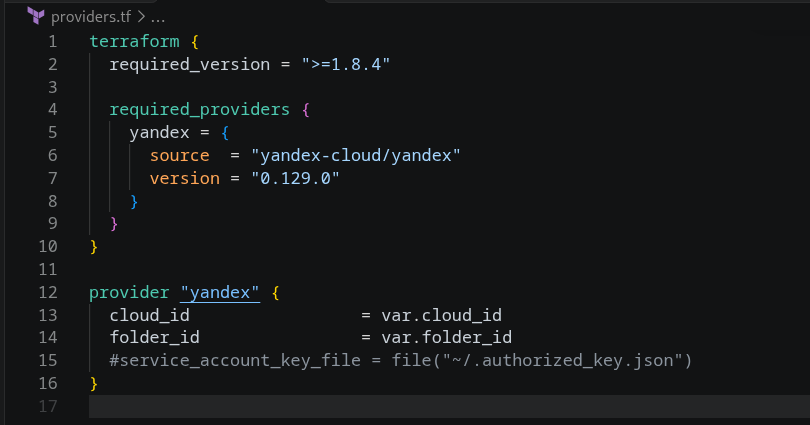 providers.tf > ...
1 terraform {
2   required_version = ">=1.8.4"
3
4   required_providers {
5     yandex = {
6       source  = "yandex-cloud/yandex"
7       version = "0.129.0"
8     }
9   }
10 }
11
12 provider "yandex" {
13   cloud_id                 = var.cloud_id
14   folder_id                = var.folder_id
15   #service_account_key_file = file("~/.authorized_key.json")
16 }
17